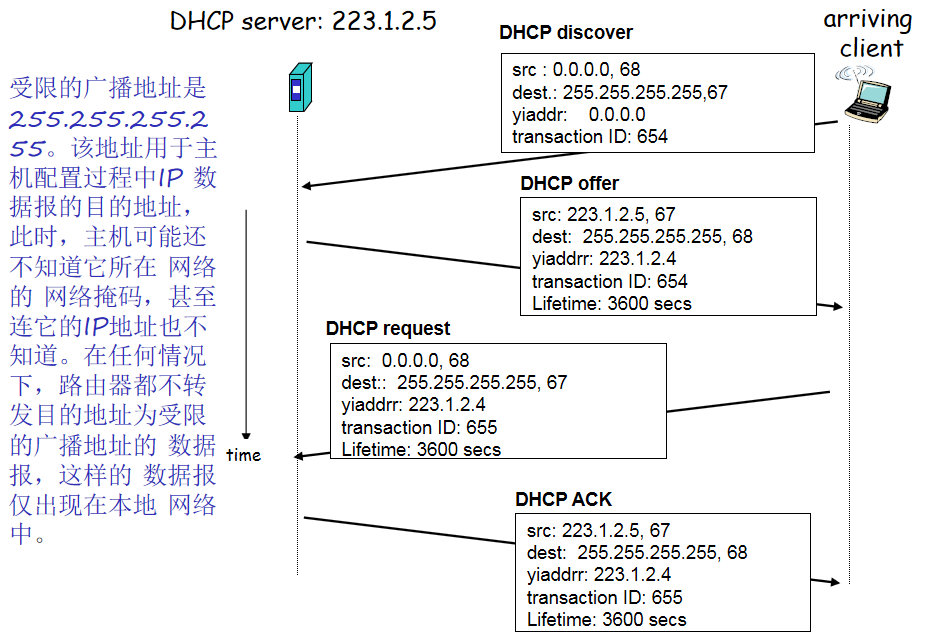 DHCP server: 223.1.2.5
arriving
client
受限的广播地址是
255.255.255.2
55。该地址用于主
机配置过程中IP 数
据报的目的地址，
此时，主机可能还
不知道它所在 网络
的 网络掩码，甚至
连它的IP地址也不
知道。在任何情况
下，路由器都不转
发目的地址为受限
的广播地址的 数据
报，这样的 数据报
仅出现在本地 网络
中。
time
DHCP discover
src : 0.0.0.0, 68
dest.: 255.255.255.255,67
yiaddr: 0.0.0.0
transaction ID: 654
DHCP offer
src: 223.1.2.5, 67
dest: 255.255.255.255, 68
yiaddrr: 223.1.2.4
transaction ID: 654
Lifetime: 3600 secs
DHCP request
src: 0.0.0.0, 68
dest:: 255.255.255.255, 67
yiaddrr: 223.1.2.4
transaction ID: 655
Lifetime: 3600 secs
DHCP ACK
src: 223.1.2.5, 67
dest: 255.255.255.255, 68
yiaddrr: 223.1.2.4
transaction ID: 655
Lifetime: 3600 secs